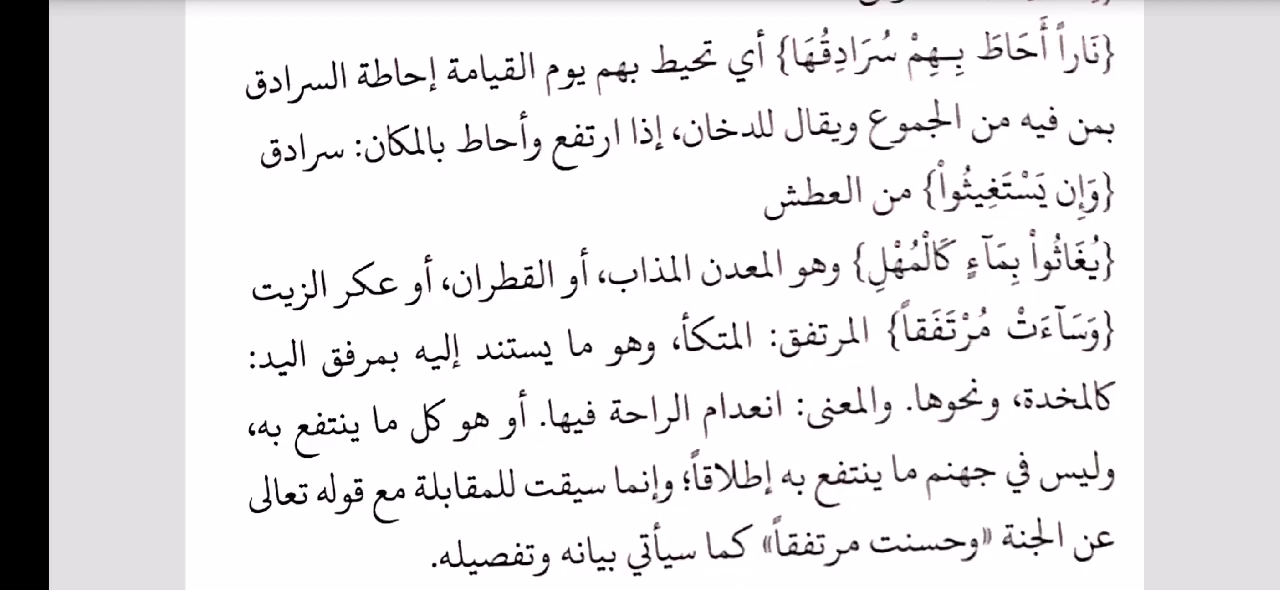 {نَاراً أَحَاطَ بِهِمْ سُرَادِقُهَا} أي تحيط بهم يوم القيامة إحاطة السرادق
بمن فيه من الجموع ويقال للدخان، إذا ارتفع وأحاط بالمكان: سرادق
{وَإِن يَسْتَغِيثُواْ} من العطش
{يُغَاثُواْ بِمَآءٍ كَالْمُهْلِ} وهو المعدن المذاب، أو القطران، أو عكر الزيت
{وَسَآءَتْ مُرْتَفَقاً} المرتفق: المتكأ، وهو ما يستند إليه بمرفق اليد:
كالمخدة، ونحوها. والمعنى: انعدام الراحة فيها. أو هو كل ما ينتفع به،
وليس في جهنم ما ينتفع به إطلاقاً؛ وإنما سيقت للمقابلة مع قوله تعالى
عن الجنة «وحسنت مرتفقاً» كما سيأتي بيانه وتفصيله.